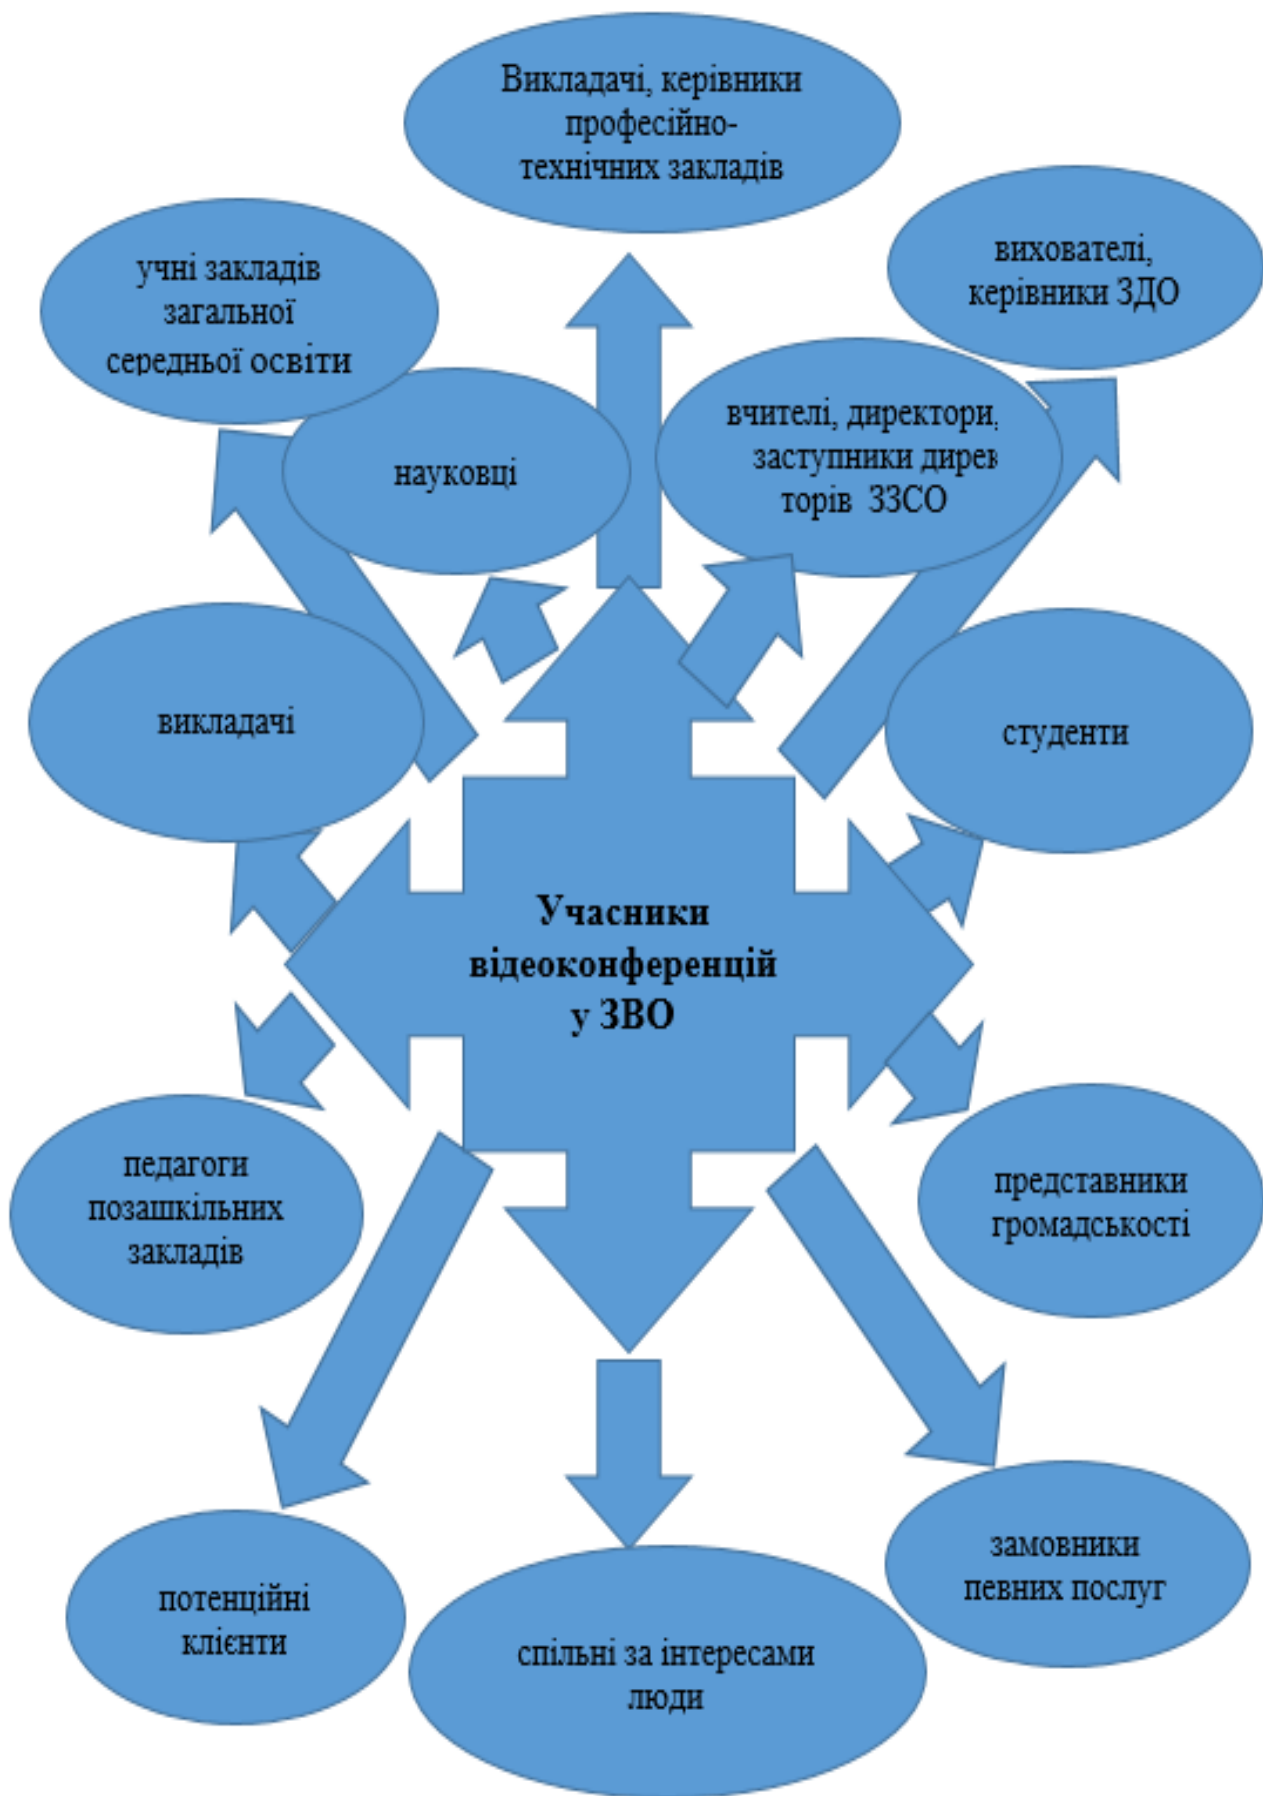 Викладачі, керівники
професійно-
технічних закладів
вихователі,
керівники ЗДО
учні закладів
загальної
середньої освіти
вчителі, директори,
заступники дирек
торів ЗЗСО
науковці
викладачі
студенти
Учасники
відеоконференцій
у ЗВО
педагоги
позашкільних
закладів
представники
громадськості
замовники
певних послуг
потенційні
клієнти
спільні за інтересами
люди